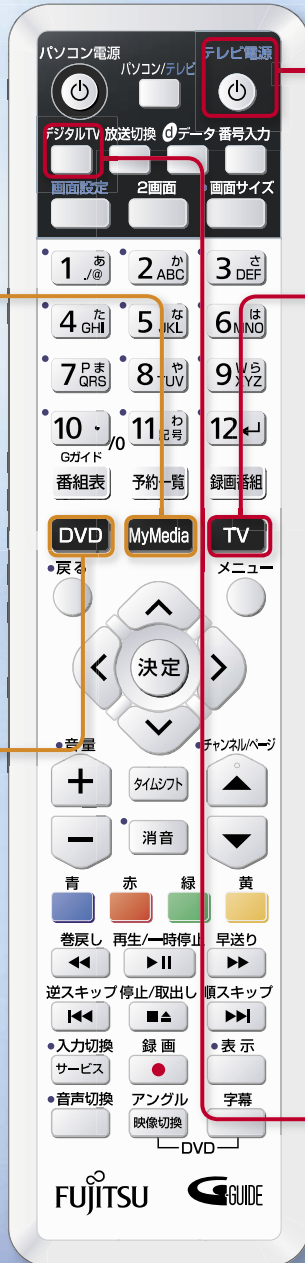 パソコン電源 パソコン/テレビ テレビ電源
デジタルTV 放送切換 dデータ 番号入力
画面設定 2画面 画面サイズ
1 あ ./@ 2 か ABC 3 さ DEF
4 た GHI 5 な JKL 6 は MNO
7 ま PQRS 8 や TUV 9 ら WXYZ
10 /0 11 わ 記号 12
Gガイド
番組表 予約一覧 録画番組
DVD MyMedia TV
戻る メニュー
決定
音量 チャンネル/ページ
+ タイムシフト
− 消音
青 赤 緑 黄
巻戻し 再生/一時停止 早送り
逆スキップ 停止/取出し 順スキップ
入力切換 録画 表示
サービス
音声切換 アングル 字幕
映像切換
DVD
FUJITSU G-GUIDE